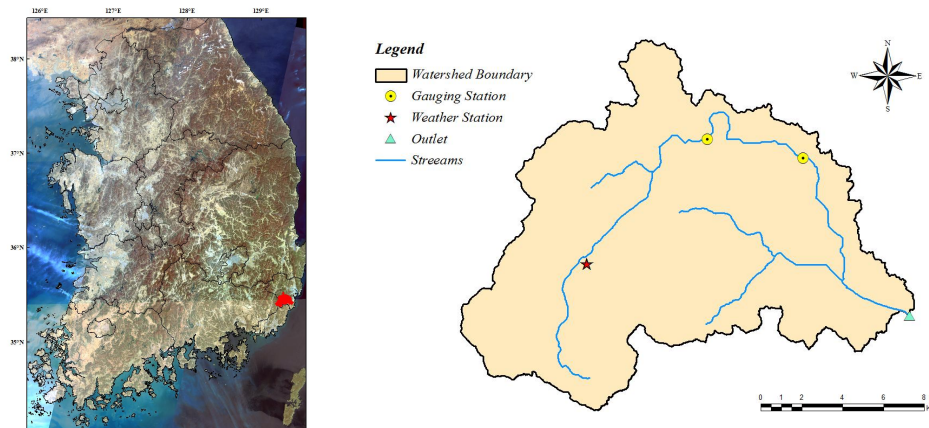 126°E 127°E 128°E 129°E
38°N
37°N
36°N
35°N
Legend
Watershed Boundary
Gauging Station
Weather Station
Outlet
Streeams
N
W E
S
0 1 2 4 6 8